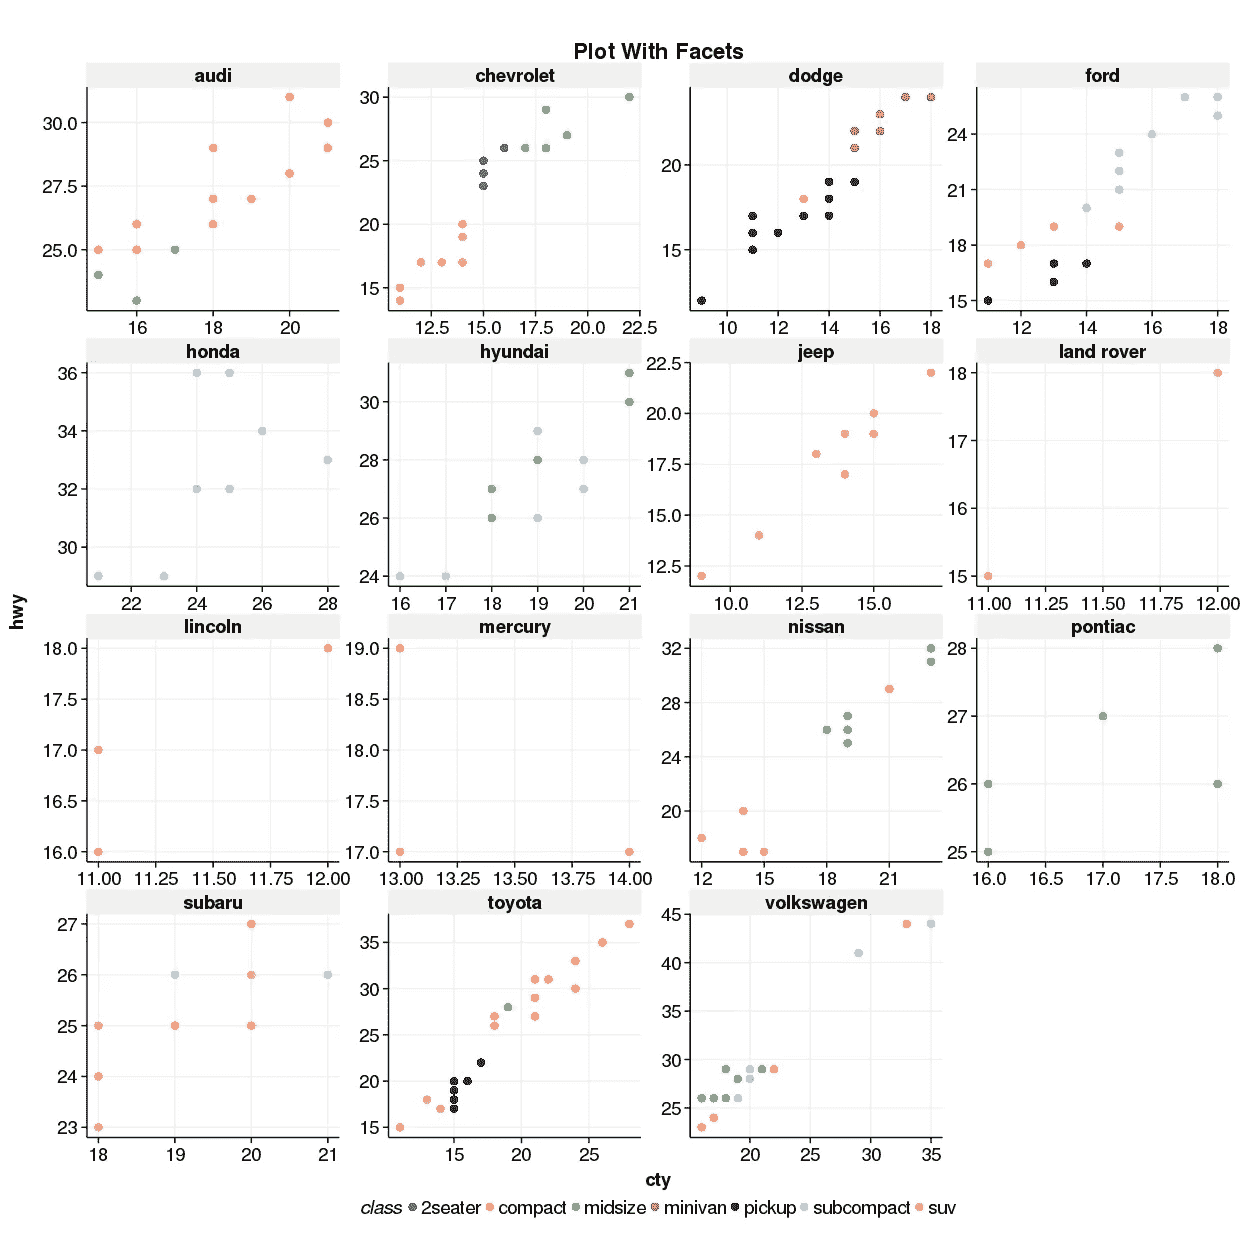 Plot With Facets
audi chevrolet dodge ford
30.0 27.5 25.0
30 25 20 15
20 15
24 21 18 15
16 18 20
12.5 15.0 17.5 20.0 22.5
10 12 14 16 18
12 14 16 18
honda hyundai jeep land rover
36 34 32 30
30 28 26 24
22.5 20.0 17.5 15.0 12.5
18 17 16 15
22 24 26 28
16 17 18 19 20 21
10.0 12.5 15.0
11.00 11.25 11.50 11.75 12.00
hwy
lincoln mercury nissan pontiac
18.0 17.5 17.0 16.5 16.0
19.0 18.5 18.0 17.5 17.0
32 28 24 20
28 27 26 25
11.00 11.25 11.50 11.75 12.00
13.00 13.25 13.50 13.75 14.00
12 15 18 21
16.0 16.5 17.0 17.5 18.0
subaru toyota volkswagen
27 26 25 24 23
35 30 25 20 15
45 40 35 30 25
18 19 20 21
15 20 25
20 25 30 35
cty
class 2seater compact midsize minivan pickup subcompact suv